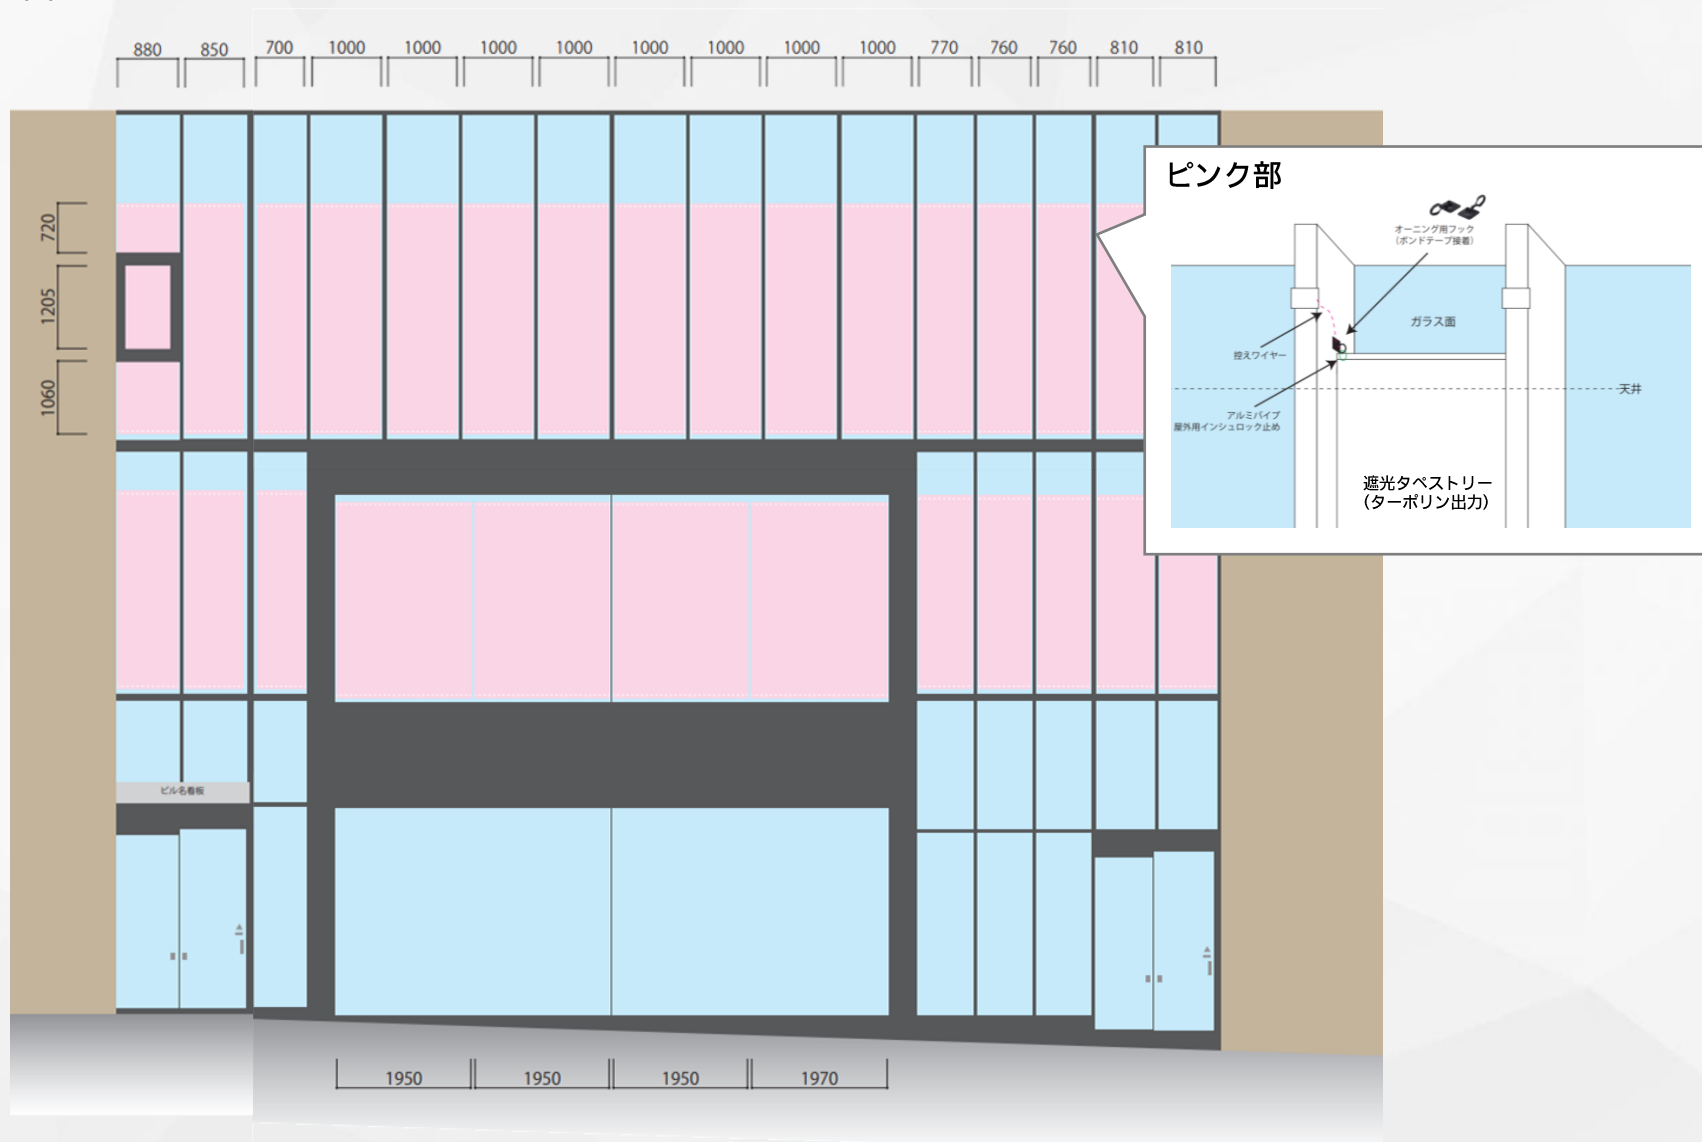 880 850 700 1000 1000 1000 1000 1000 1000 1000 1000 770 760 760 810 810
720
1205
1060
ピンク部
オーニング用フック
（ボンドテープ接着）
ガラス面
控えワイヤー
天井
アルミパイプ
屋外用インシュロック止め
遮光タペストリー
（ターポリン出力）
ビル名看板
1950 1950 1950 1970